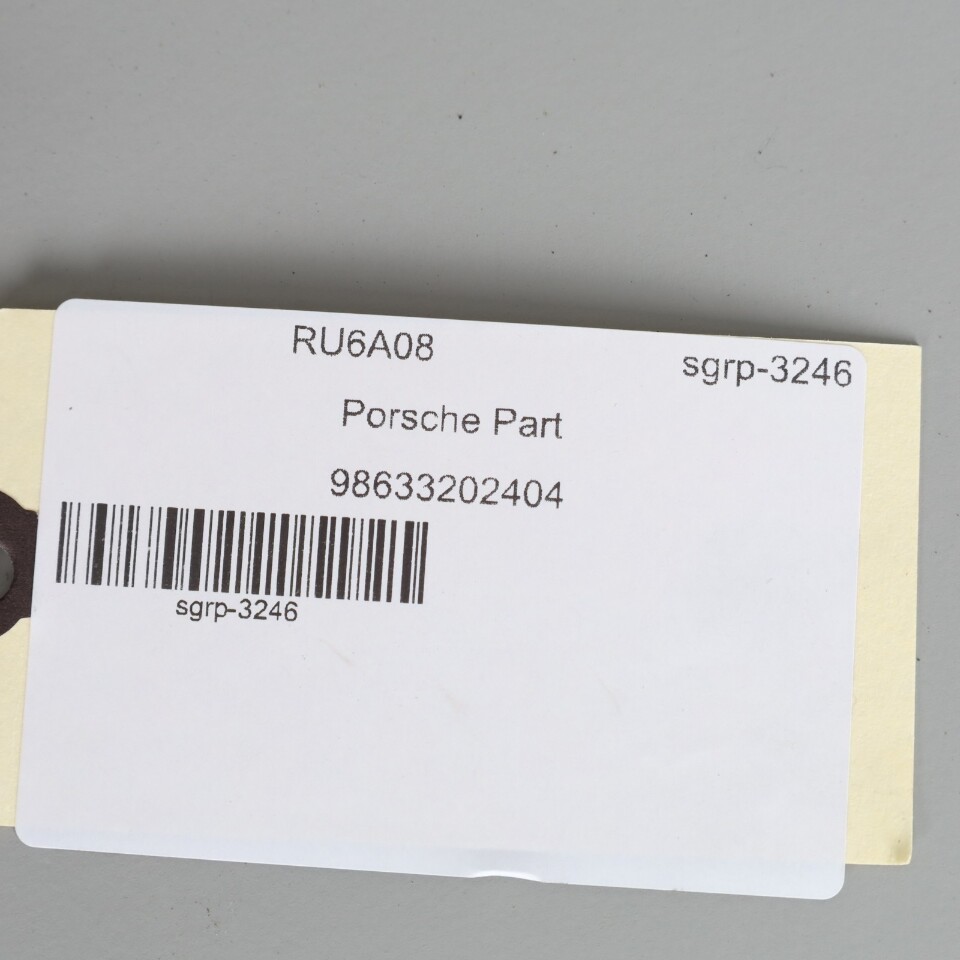 RU6A08 sgrp-3246
Porsche Part
98633202404
sgrp-3246